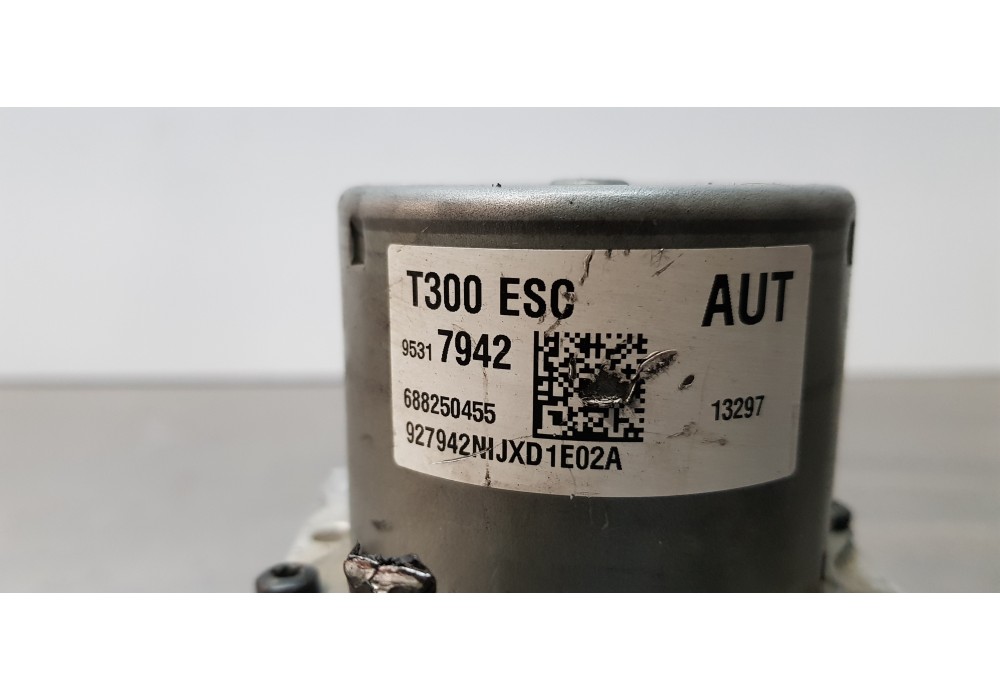 T300 ESC AUT
9531 7942
688250455 13297
927942NIJXD1E02A